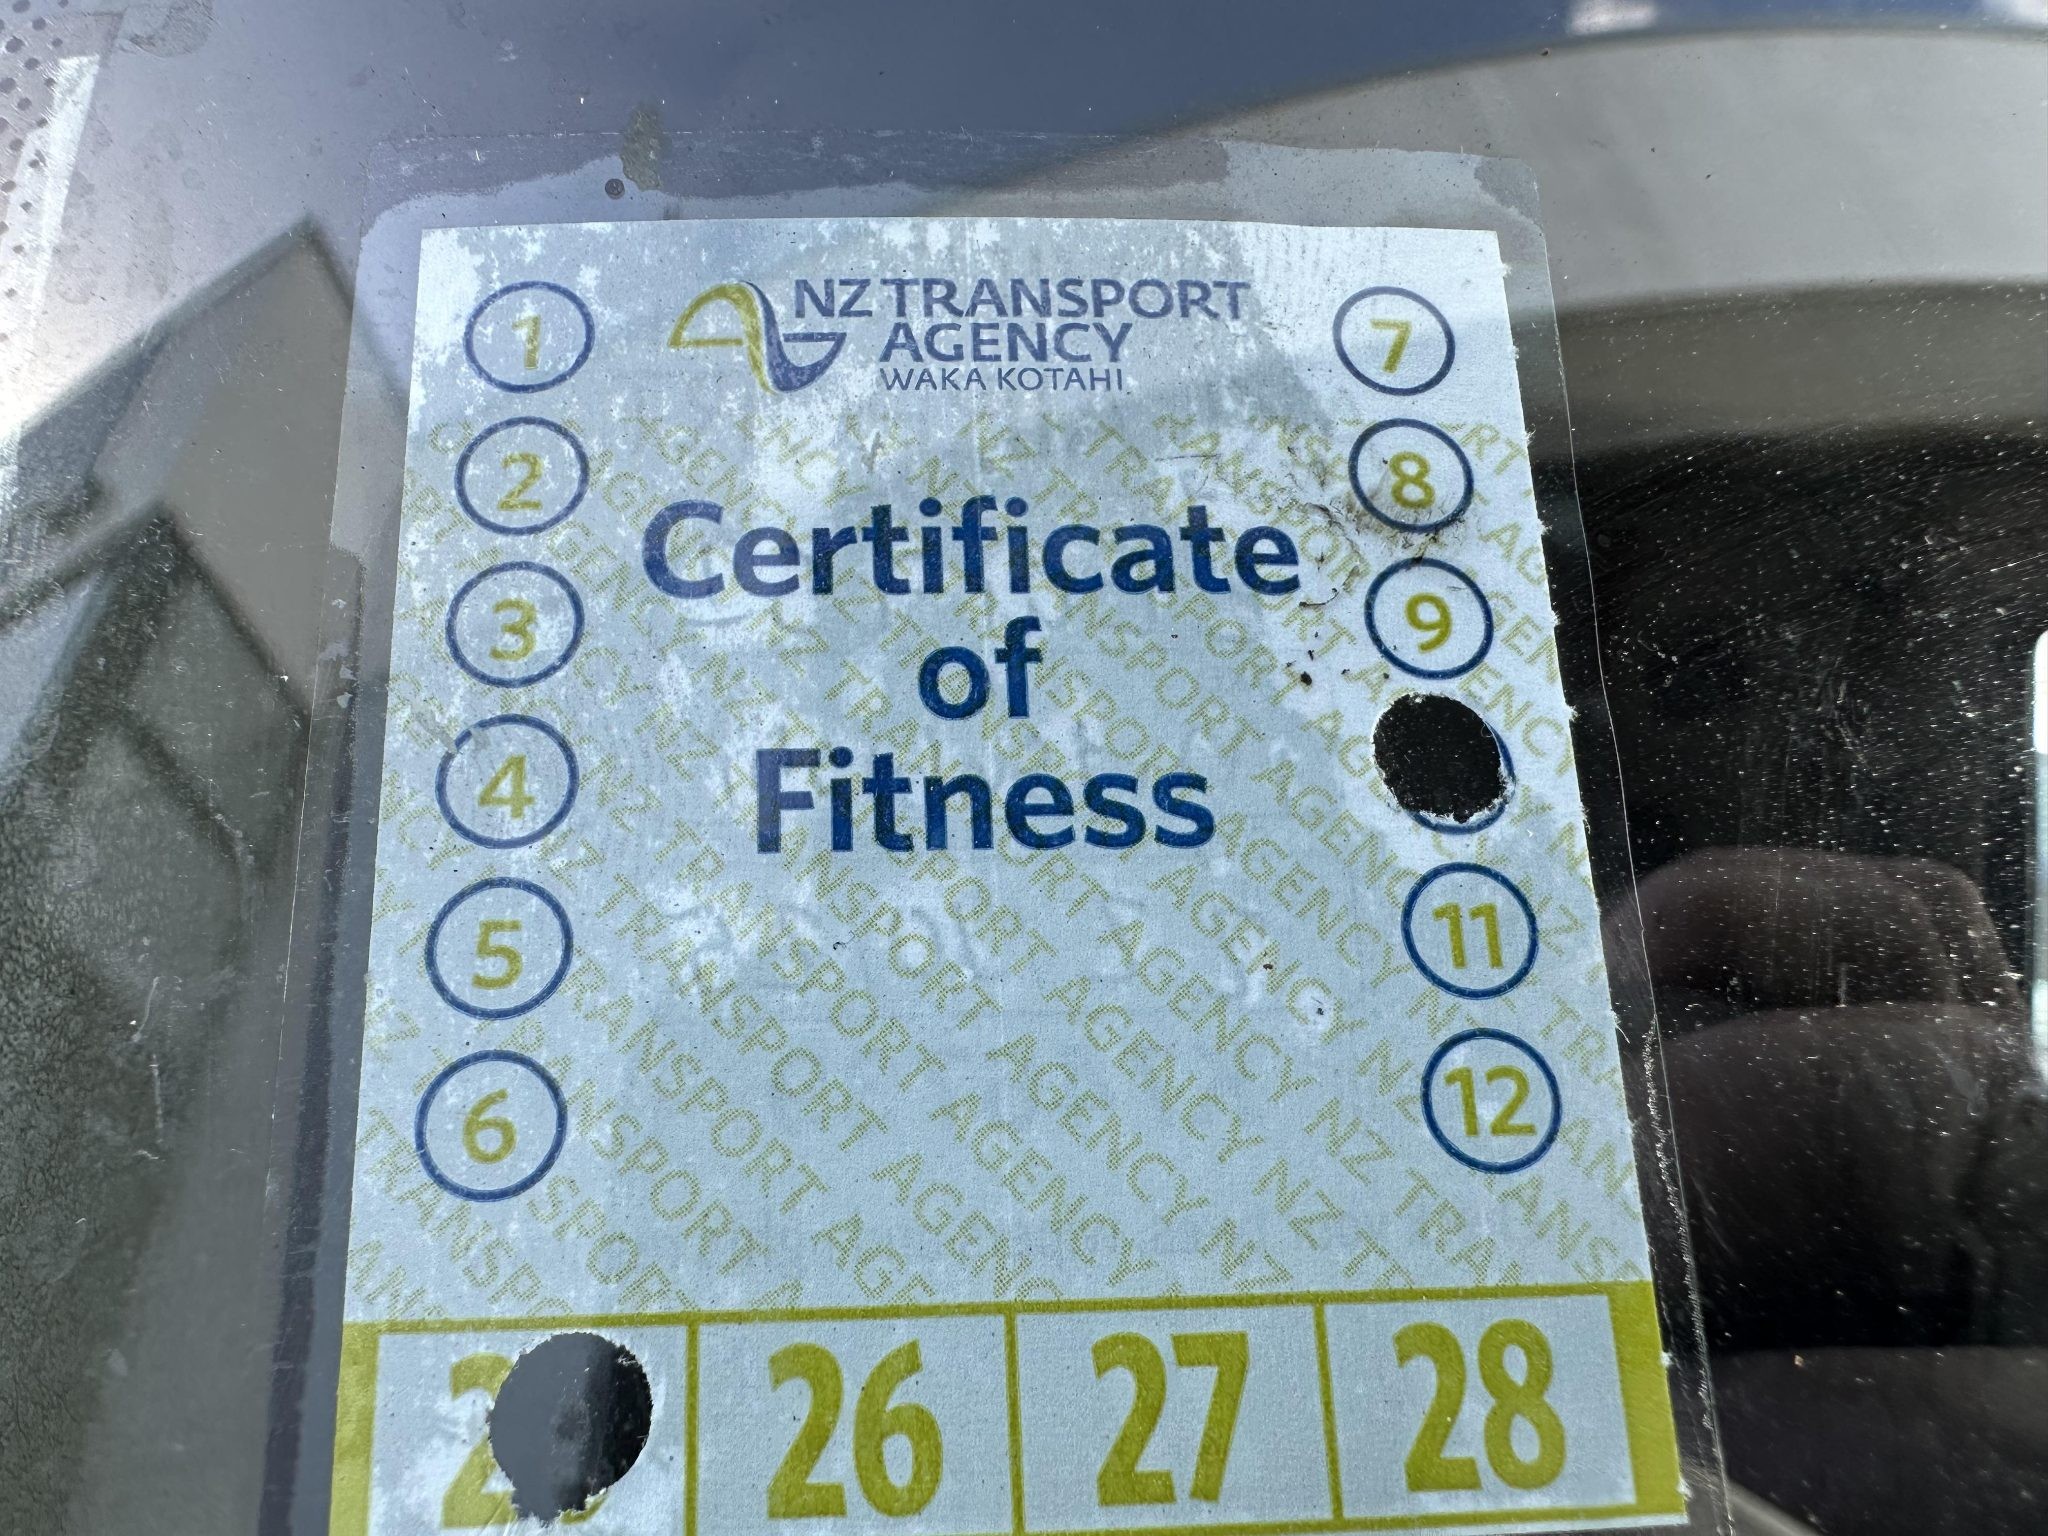 NZ TRANSPORT
AGENCY
WAKA KOTAHI
Certificate
of
Fitness
1
2
3
4
5
6
7
8
9
11
12
26
27
28